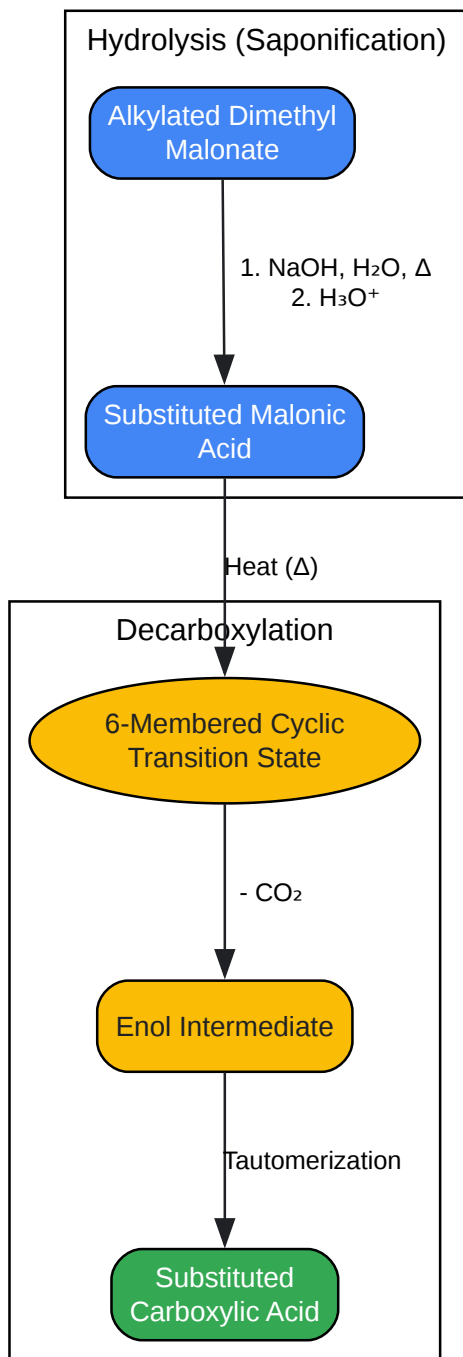 Hydrolysis (Saponification)
Alkylated Dimethyl
Malonate
1. NaOH, H₂O, Δ
2. H₃O⁺
Substituted Malonic
Acid
Heat (Δ)
Decarboxylation
6-Membered Cyclic
Transition State
- CO₂
Enol Intermediate
Tautomerization
Substituted
Carboxylic Acid